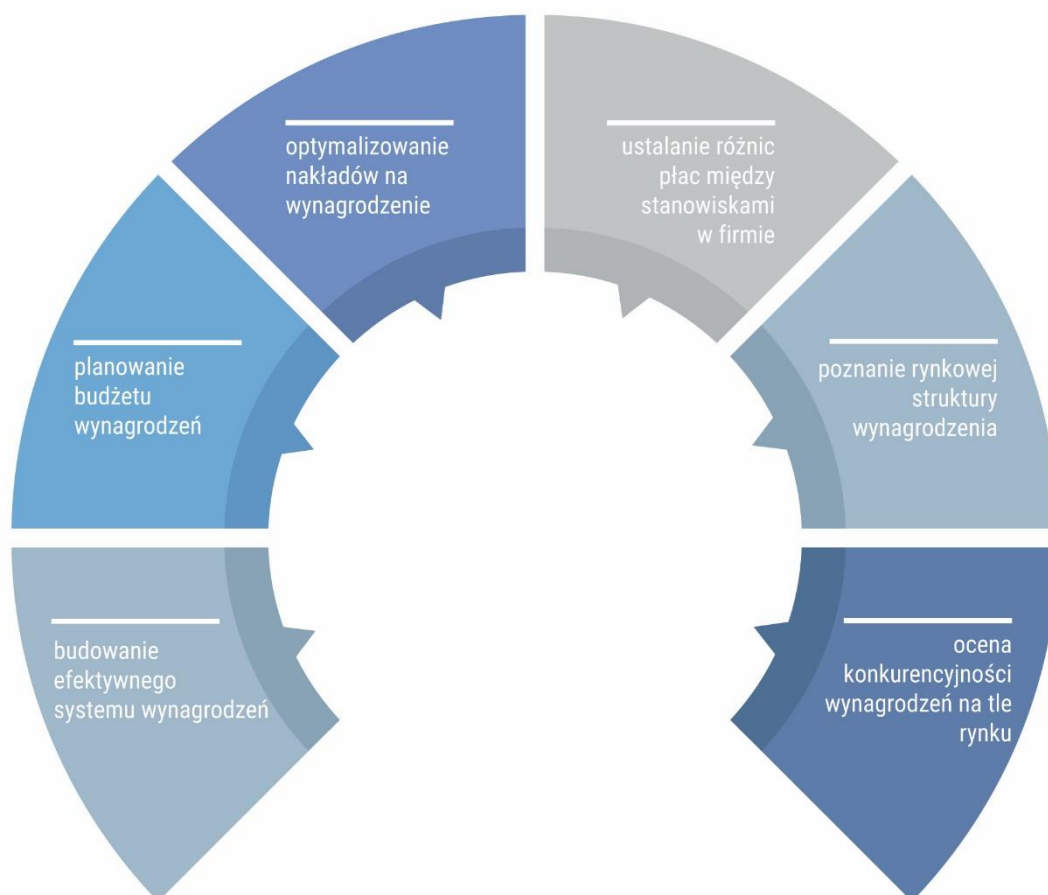 optymalizowanie
nakładów na
wynagrodzenie
ustalanie różnic
płac między
stanowiskami
w firmie
planowanie
budżetu
wynagrodzeń
poznanie rynkowej
struktury
wynagrodzenia
budowanie
efektywnego
systemu wynagrodzeń
ocena
konkurencyjności
wynagrodzeń na tle
rynku